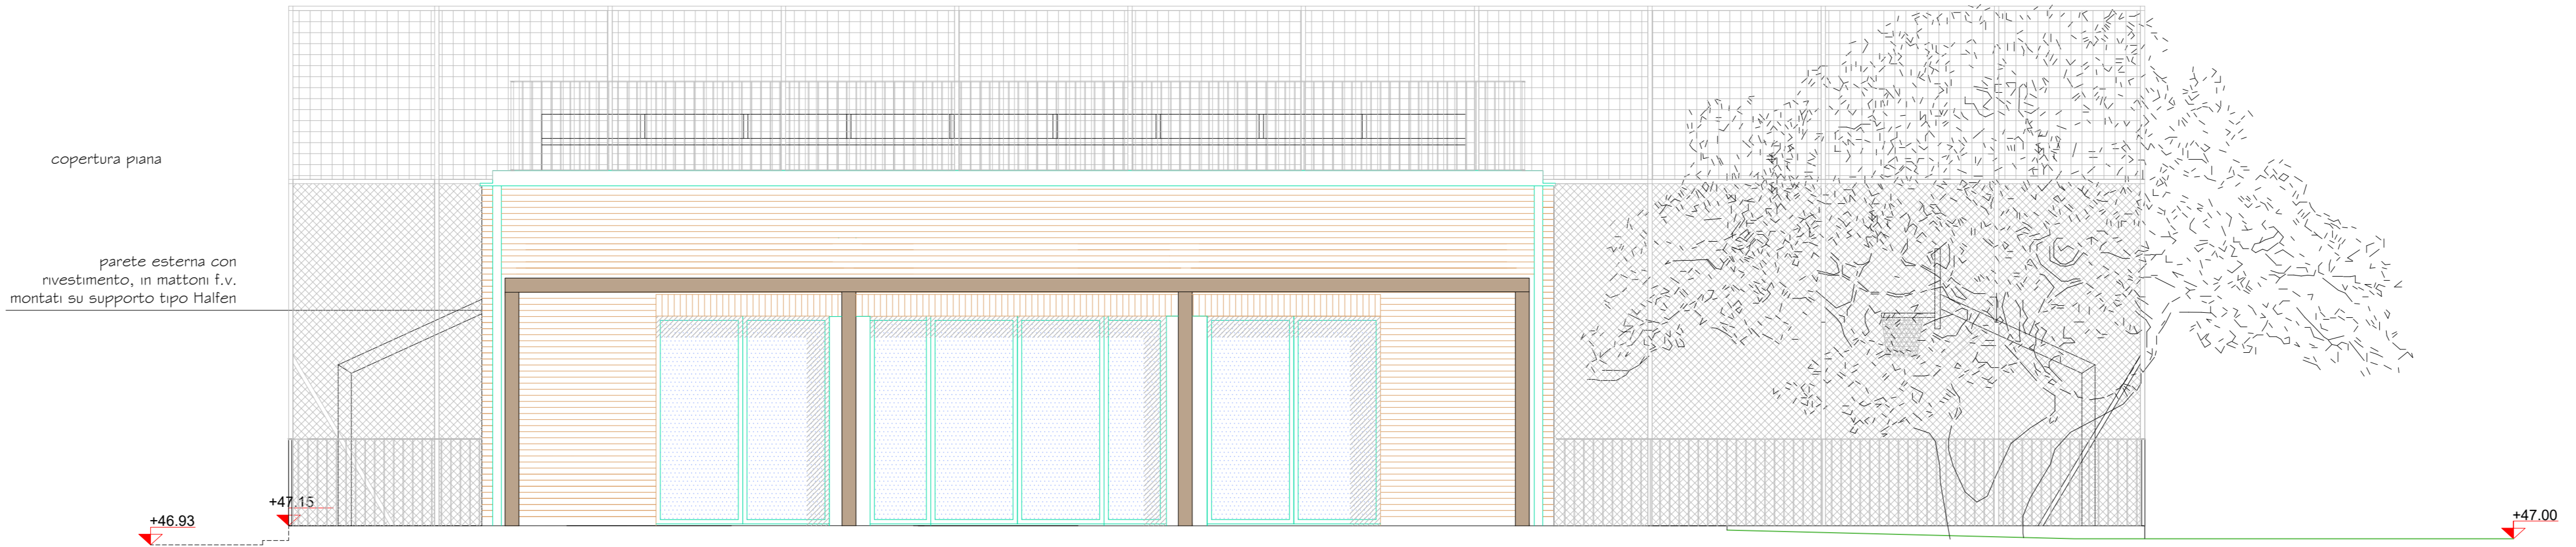 copertura piana
parete esterna con
rivestimento, in mattoni f.v.
montati su supporto tipo Halfen
+47.15
+46.93
+47.00